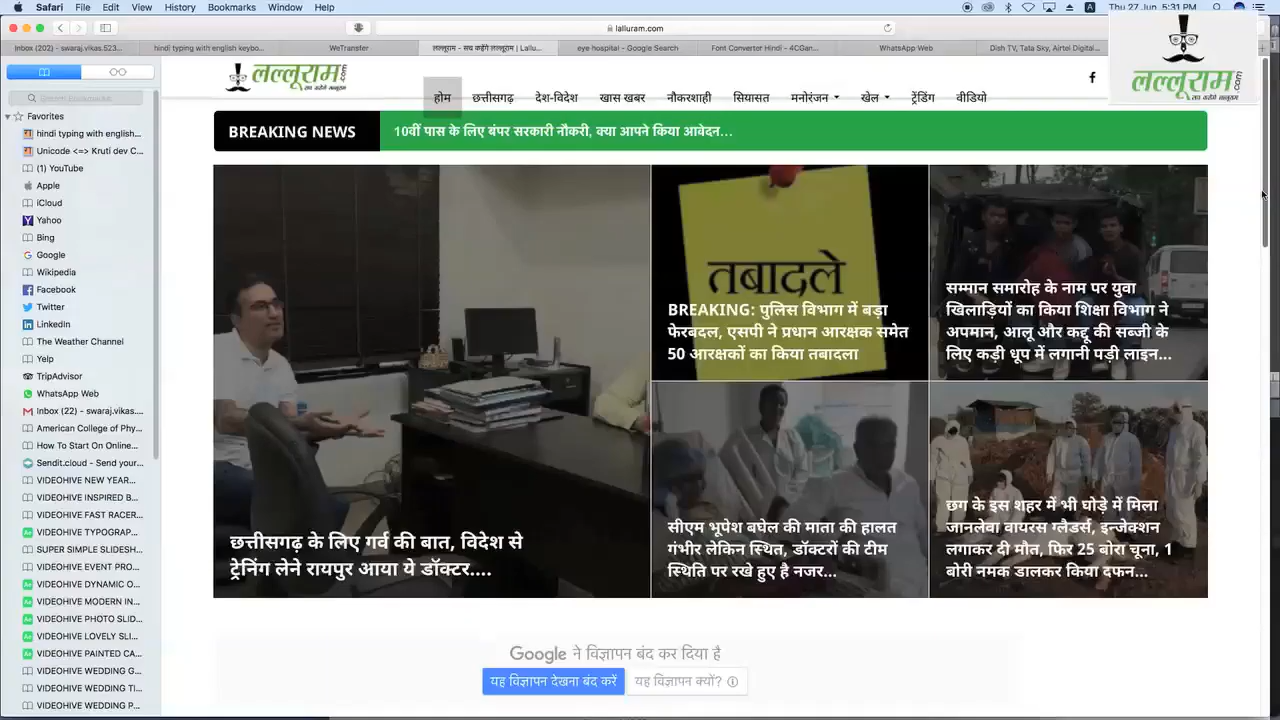 Safari File Edit View History Bookmarks Window Help
Thu 27 Jun 5:31 PM
lalluram.com
Inbox (202) - swaraj.vikas.523...
hindi typing with english keybo...
WeTransfer
लल्लूराम - सच कहेंगे लल्लूराम | Lallu...
eye-hospital - Google Search
Font Converter Hindi - 4CGan...
WhatsApp Web
Dish TV, Tata Sky, Airtel Digital...
Search Bookmarks
Favorites
hindi typing with english...
Unicode <=> Kruti dev C...
(1) YouTube
Apple
iCloud
Yahoo
Bing
Google
Wikipedia
Facebook
Twitter
LinkedIn
The Weather Channel
Yelp
TripAdvisor
WhatsApp Web
Inbox (22) - swaraj.vikas....
American College of Phy...
How To Start On Online...
Sendit.cloud - Send your...
VIDEOHIVE NEW YEAR...
VIDEOHIVE INSPIRED B...
VIDEOHIVE FAST RACER...
VIDEOHIVE TYPOGRAP...
SUPER SIMPLE SLIDESH...
VIDEOHIVE EVENT PRO...
VIDEOHIVE DYNAMIC O...
VIDEOHIVE MODERN IN...
VIDEOHIVE PHOTO SLID...
VIDEOHIVE LOVELY SLI...
VIDEOHIVE PAINTED CA...
VIDEOHIVE WEDDING G...
VIDEOHIVE WEDDING TI...
VIDEOHIVE WEDDING P...
लल्लूराम.com
लल्लूराम.com
होम छत्तीसगढ़ देश-विदेश खास खबर नौकरशाही सियासत मनोरंजन खेल ट्रेंडिंग वीडियो
BREAKING NEWS
10वीं पास के लिए बंपर सरकारी नौकरी, क्या आपने किया आवेदन...
छत्तीसगढ़ के लिए गर्व की बात, विदेश से
ट्रेनिंग लेने रायपुर आया ये डॉक्टर....
तबादले
BREAKING: पुलिस विभाग में बड़ा
फेरबदल, एसपी ने प्रधान आरक्षक समेत
50 आरक्षकों का किया तबादला
सम्मान समारोह के नाम पर युवा
खिलाड़ियों का किया शिक्षा विभाग ने
अपमान, आलू और कद्दू की सब्जी के
लिए कड़ी धूप में लगानी पड़ी लाइन...
सीएम भूपेश बघेल की माता की हालत
गंभीर लेकिन स्थित, डॉक्टरों की टीम
स्थिति पर रखे हुए है नजर...
छग के इस शहर में भी घोड़े में मिला
जानलेवा वायरस ग्लैडर्स, इन्जेक्शन
लगाकर दी मौत, फिर 25 बोरा चूना, 1
बोरी नमक डालकर किया दफन...
Google ने विज्ञापन बंद कर दिया है
यह विज्ञापन देखना बंद करें
यह विज्ञापन क्यों?